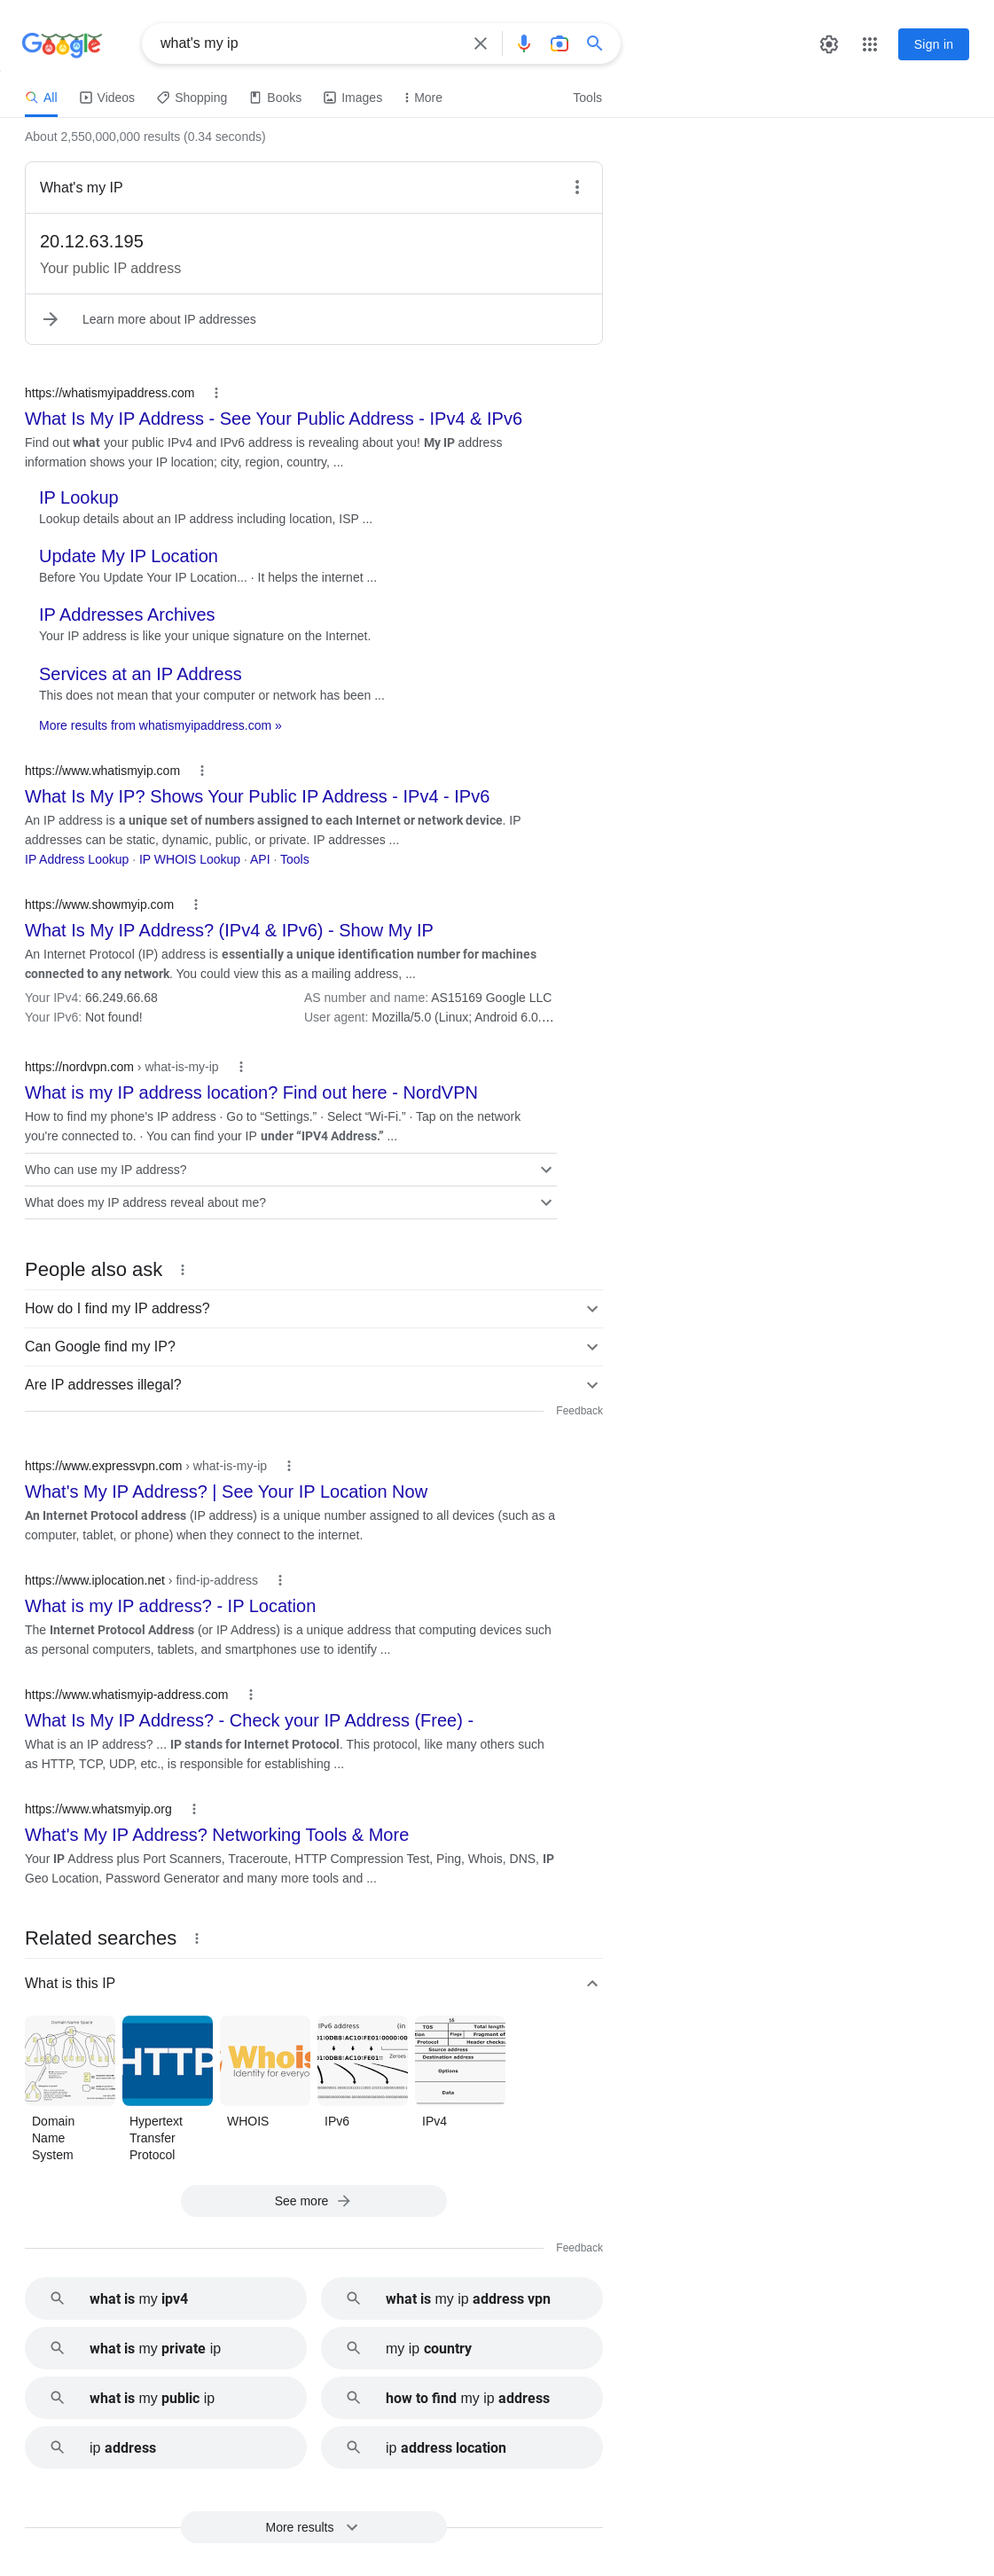 Google
what's my ip
Sign in
All
Videos
Shopping
Books
Images
More
Tools
About 2,550,000,000 results (0.34 seconds)
What's my IP
20.12.63.195
Your public IP address
Learn more about IP addresses
https://whatismyipaddress.com
What Is My IP Address - See Your Public Address - IPv4 & IPv6
Find out what your public IPv4 and IPv6 address is revealing about you! My IP address
information shows your IP location; city, region, country, ...
IP Lookup
Lookup details about an IP address including location, ISP ...
Update My IP Location
Before You Update Your IP Location... · It helps the internet ...
IP Addresses Archives
Your IP address is like your unique signature on the Internet.
Services at an IP Address
This does not mean that your computer or network has been ...
More results from whatismyipaddress.com »
https://www.whatismyip.com
What Is My IP? Shows Your Public IP Address - IPv4 - IPv6
An IP address is a unique set of numbers assigned to each Internet or network device. IP
addresses can be static, dynamic, public, or private. IP addresses ...
IP Address Lookup · IP WHOIS Lookup · API · Tools
https://www.showmyip.com
What Is My IP Address? (IPv4 & IPv6) - Show My IP
An Internet Protocol (IP) address is essentially a unique identification number for machines
connected to any network. You could view this as a mailing address, ...
Your IPv4: 66.249.66.68
AS number and name: AS15169 Google LLC
Your IPv6: Not found!
User agent: Mozilla/5.0 (Linux; Android 6.0....
https://nordvpn.com › what-is-my-ip
What is my IP address location? Find out here - NordVPN
How to find my phone's IP address · Go to “Settings.” · Select “Wi-Fi.” · Tap on the network
you're connected to. · You can find your IP under “IPV4 Address.” ...
Who can use my IP address?
What does my IP address reveal about me?
People also ask
How do I find my IP address?
Can Google find my IP?
Are IP addresses illegal?
Feedback
https://www.expressvpn.com › what-is-my-ip
What's My IP Address? | See Your IP Location Now
An Internet Protocol address (IP address) is a unique number assigned to all devices (such as a
computer, tablet, or phone) when they connect to the internet.
https://www.iplocation.net › find-ip-address
What is my IP address? - IP Location
The Internet Protocol Address (or IP Address) is a unique address that computing devices such
as personal computers, tablets, and smartphones use to identify ...
https://www.whatismyip-address.com
What Is My IP Address? - Check your IP Address (Free) -
What is an IP address? ... IP stands for Internet Protocol. This protocol, like many others such
as HTTP, TCP, UDP, etc., is responsible for establishing ...
https://www.whatsmyip.org
What's My IP Address? Networking Tools & More
Your IP Address plus Port Scanners, Traceroute, HTTP Compression Test, Ping, Whois, DNS, IP
Geo Location, Password Generator and many more tools and ...
Related searches
What is this IP
Domain Name Space
HTTP
Whois
Identity for everyo
IPv6 address (in
Zeroes
16
TOS
Total length
Flags
Fragment of
Protocol
Header checks
Source address
Destination address
Options
Data
Domain
Name
System
Hypertext
Transfer
Protocol
WHOIS
IPv6
IPv4
See more
Feedback
what is my ipv4
what is my ip address vpn
what is my private ip
my ip country
what is my public ip
how to find my ip address
ip address
ip address location
More results